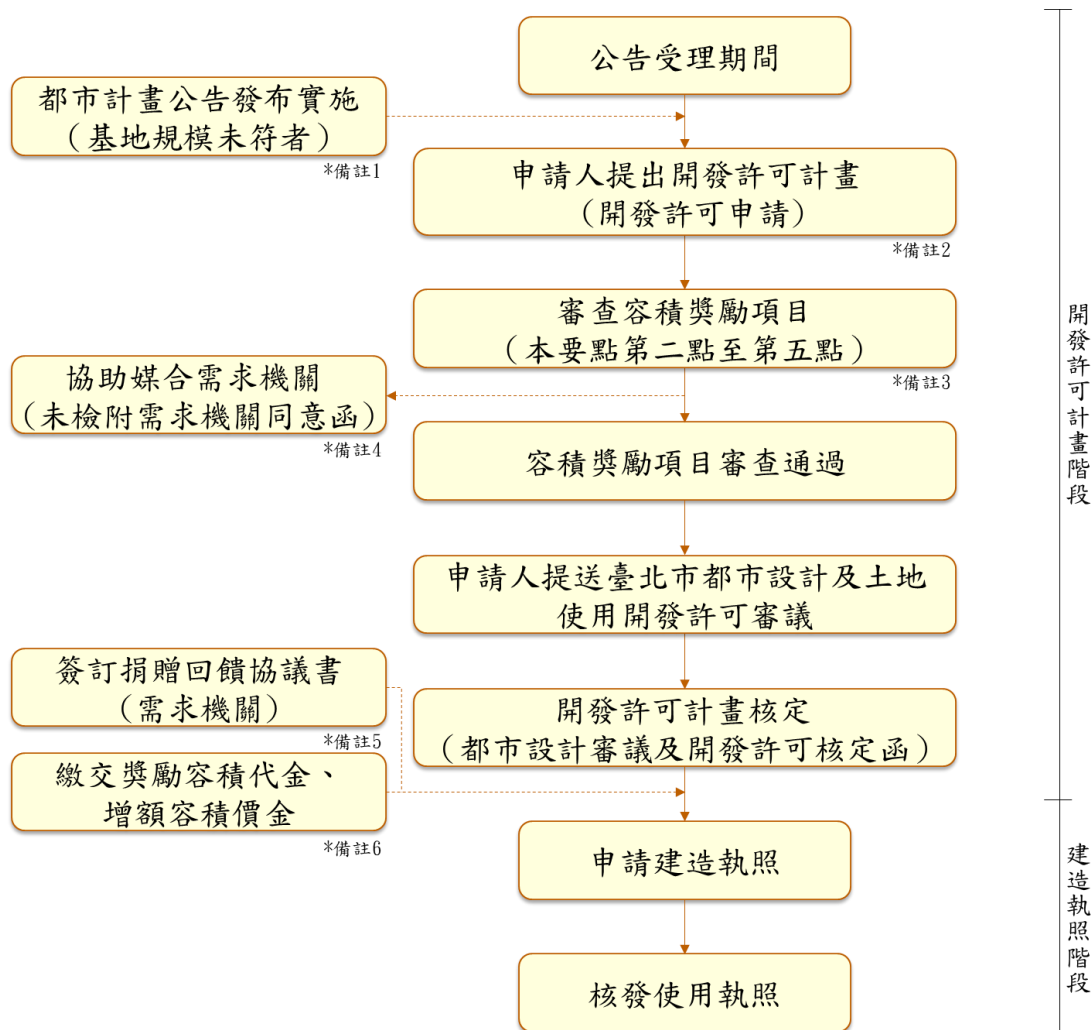 公告受理期間
都市計畫公告發布實施
（基地規模未符者）
*備註1
申請人提出開發許可計畫
（開發許可申請）
*備註2
審查容積獎勵項目
（本要點第二點至第五點）
*備註3
協助媒合需求機關
（未檢附需求機關同意函）
*備註4
容積獎勵項目審查通過
申請人提送臺北市都市設計及土地
使用開發許可審議
簽訂捐贈回饋協議書
（需求機關）
*備註5
開發許可計畫核定
（都市設計審議及開發許可核定函）
繳交獎勵容積代金、
增額容積價金
*備註6
申請建造執照
核發使用執照
開發許可計畫階段
建造執照階段